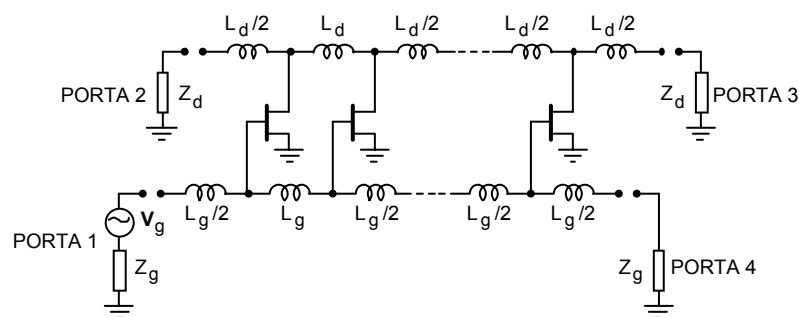 L_d/2 L_d L_d/2 L_d/2 L_d/2
PORTA 2 Z_d Z_d PORTA 3
L_g/2 L_g L_g/2 L_g/2 L_g/2
PORTA 1 V_g
Z_g Z_g PORTA 4